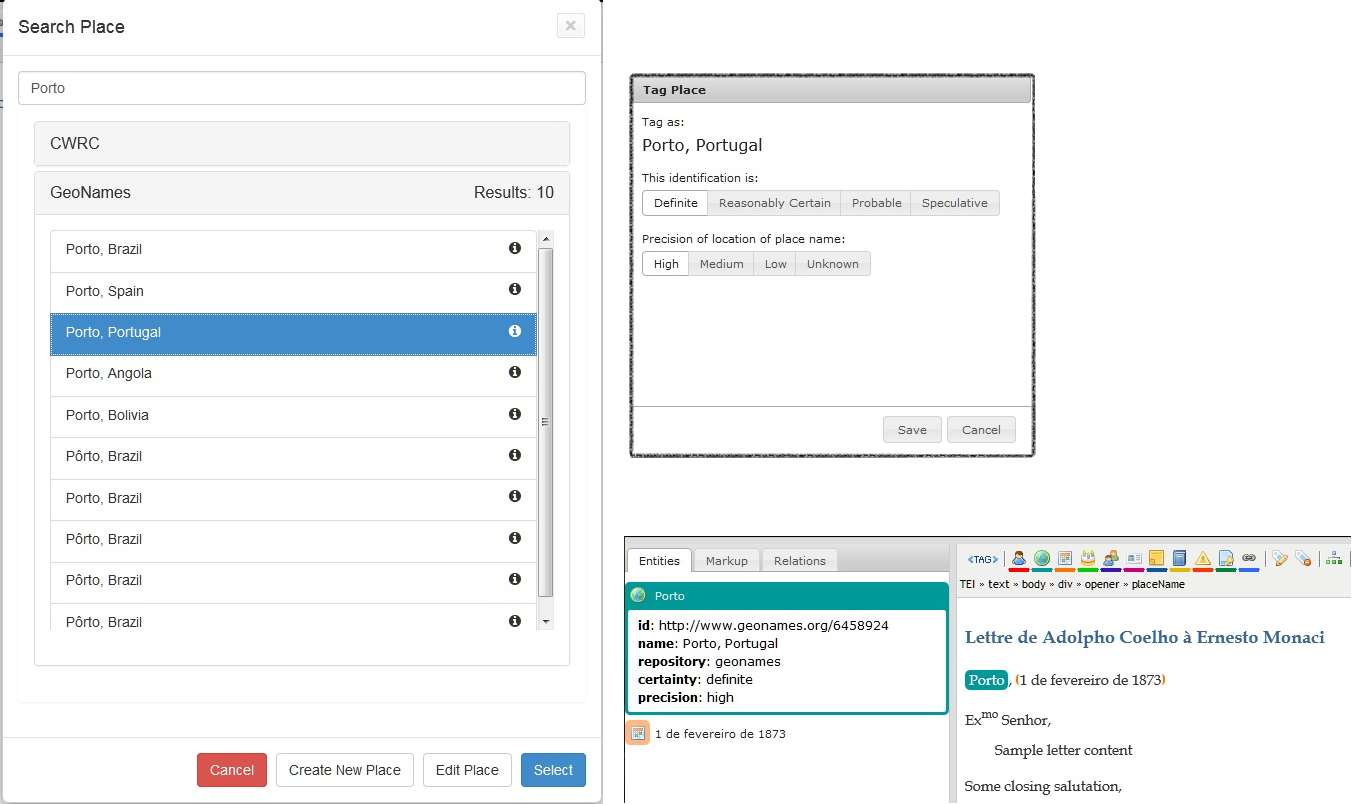 Search Place
×
Porto
CWRC
GeoNames Results: 10
Porto, Brazil
Porto, Spain
Porto, Portugal
Porto, Angola
Porto, Bolivia
Pôrto, Brazil
Porto, Brazil
Pôrto, Brazil
Pôrto, Brazil
Pôrto, Brazil
Cancel Create New Place Edit Place Select
Tag Place
Tag as:
Porto, Portugal
This identification is:
Definite Reasonably Certain Probable Speculative
Precision of location of place name:
High Medium Low Unknown
Save Cancel
Entities Markup Relations
Porto
id: http://www.geonames.org/6458924
name: Porto, Portugal
repository: geonames
certainty: definite
precision: high
1 de fevereiro de 1873
<TAG>
TEI » text » body » div » opener » placeName
Lettre de Adolpho Coelho à Ernesto Monaci
Porto, (1 de fevereiro de 1873)
Exmo Senhor,
Sample letter content
Some closing salutation,